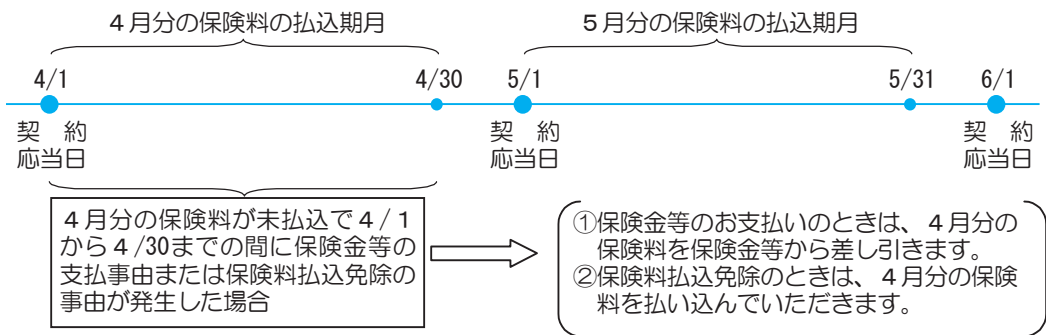 ４月分の保険料の払込期月
５月分の保険料の払込期月
4/1
4/30
5/1
5/31
6/1
契　約
応当日
契　約
応当日
契　約
応当日
４月分の保険料が未払込で４/１
から４/30までの間に保険金等の
支払事由または保険料払込免除の
事由が発生した場合
①保険金等のお支払いのときは、４月分の
保険料を保険金等から差し引きます。
②保険料払込免除のときは、４月分の保険
料を払い込んでいただきます。